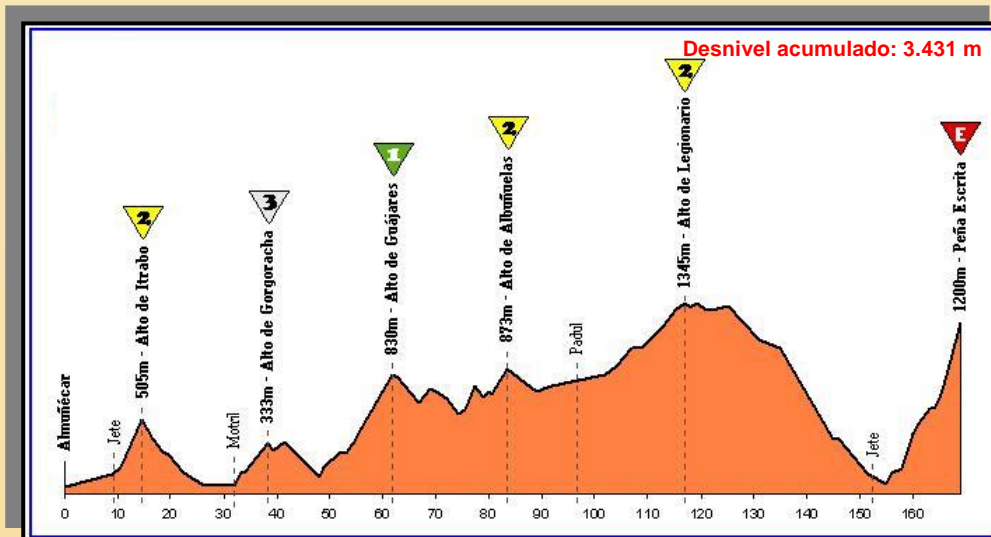 Desnivel acumulado: 3.431 m
2
E
2
1
3
2
Almuñécar
Jete
505m - Alto de Itrabo
Motril
333m - Alto de Gorgoracha
830m - Alto de Guájares
873m - Alto de Albuñuelas
Padul
1345m - Alto de Legionario
Jete
1200m - Peña Escrita
0 10 20 30 40 50 60 70 80 90 100 110 120 130 140 150 160